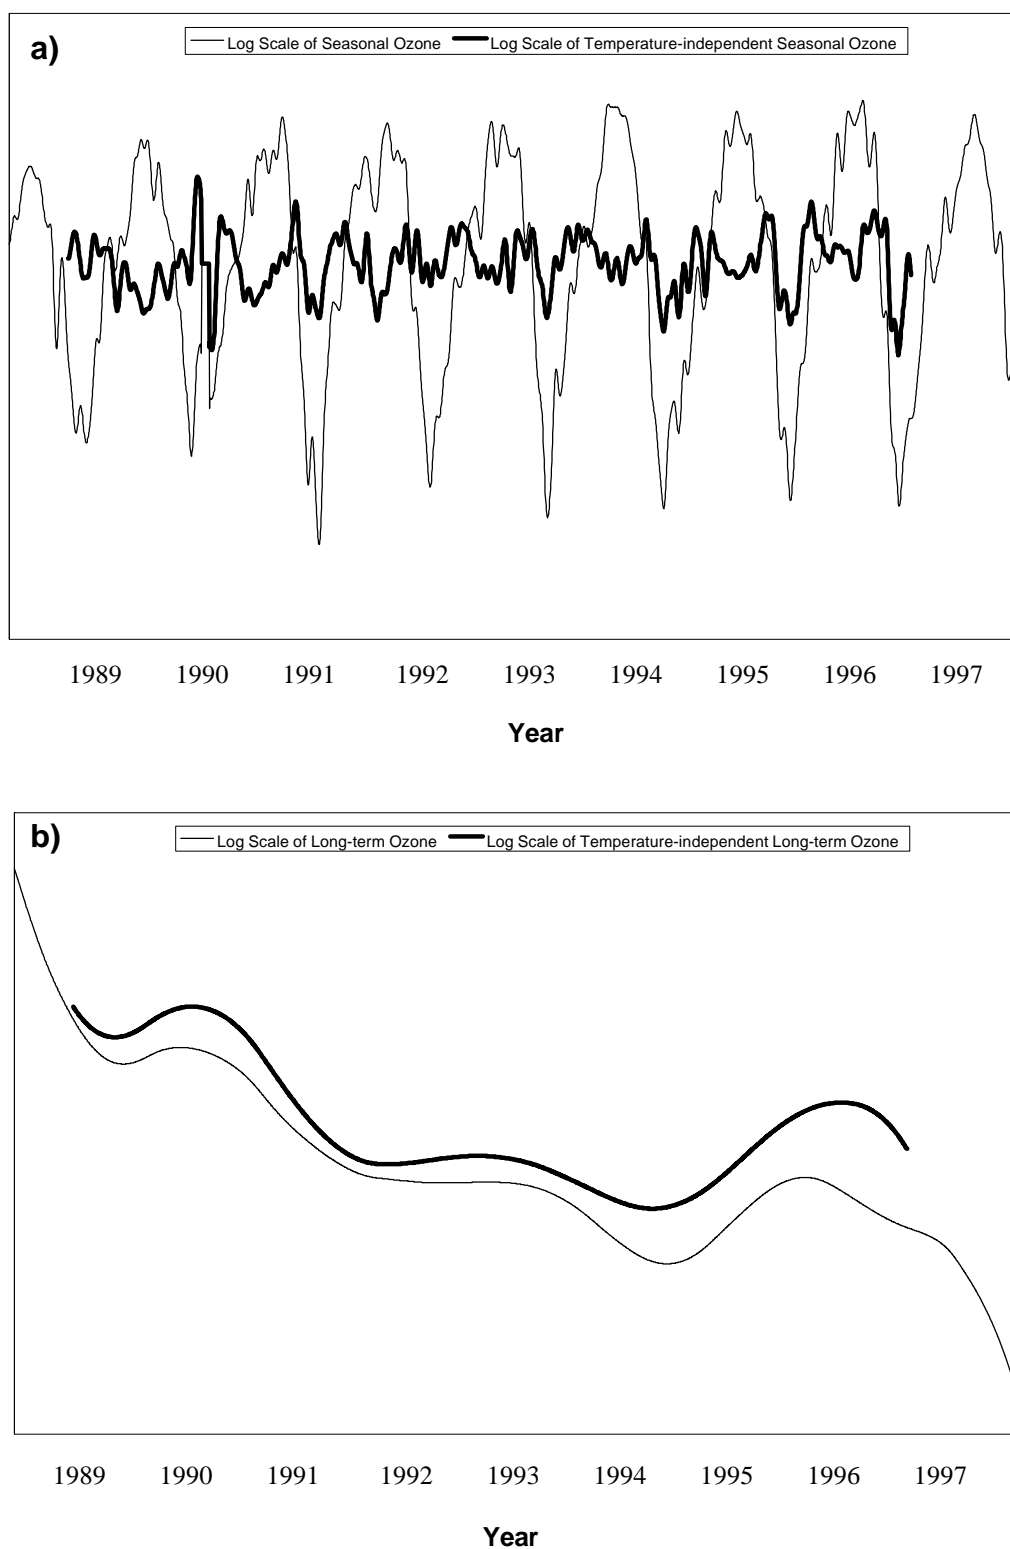 a)
Log Scale of Seasonal Ozone Log Scale of Temperature-independent Seasonal Ozone
1989 1990 1991 1992 1993 1994 1995 1996 1997
Year
b)
Log Scale of Long-term Ozone Log Scale of Temperature-independent Long-term Ozone
1989 1990 1991 1992 1993 1994 1995 1996 1997
Year